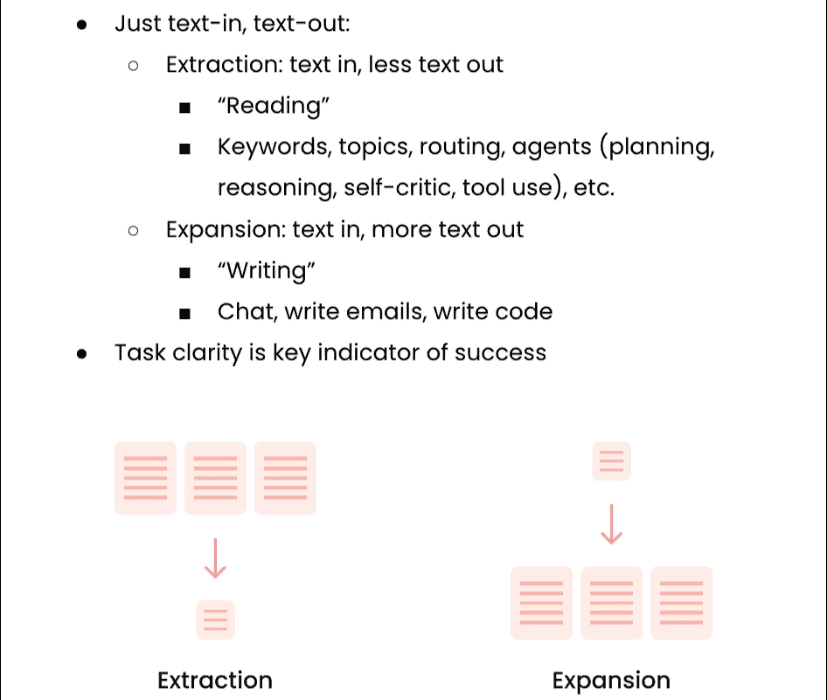 ● Just text-in, text-out:
○ Extraction: text in, less text out
■ “Reading”
■ Keywords, topics, routing, agents (planning,
reasoning, self-critic, tool use), etc.
○ Expansion: text in, more text out
■ “Writing”
■ Chat, write emails, write code
● Task clarity is key indicator of success
Extraction
Expansion